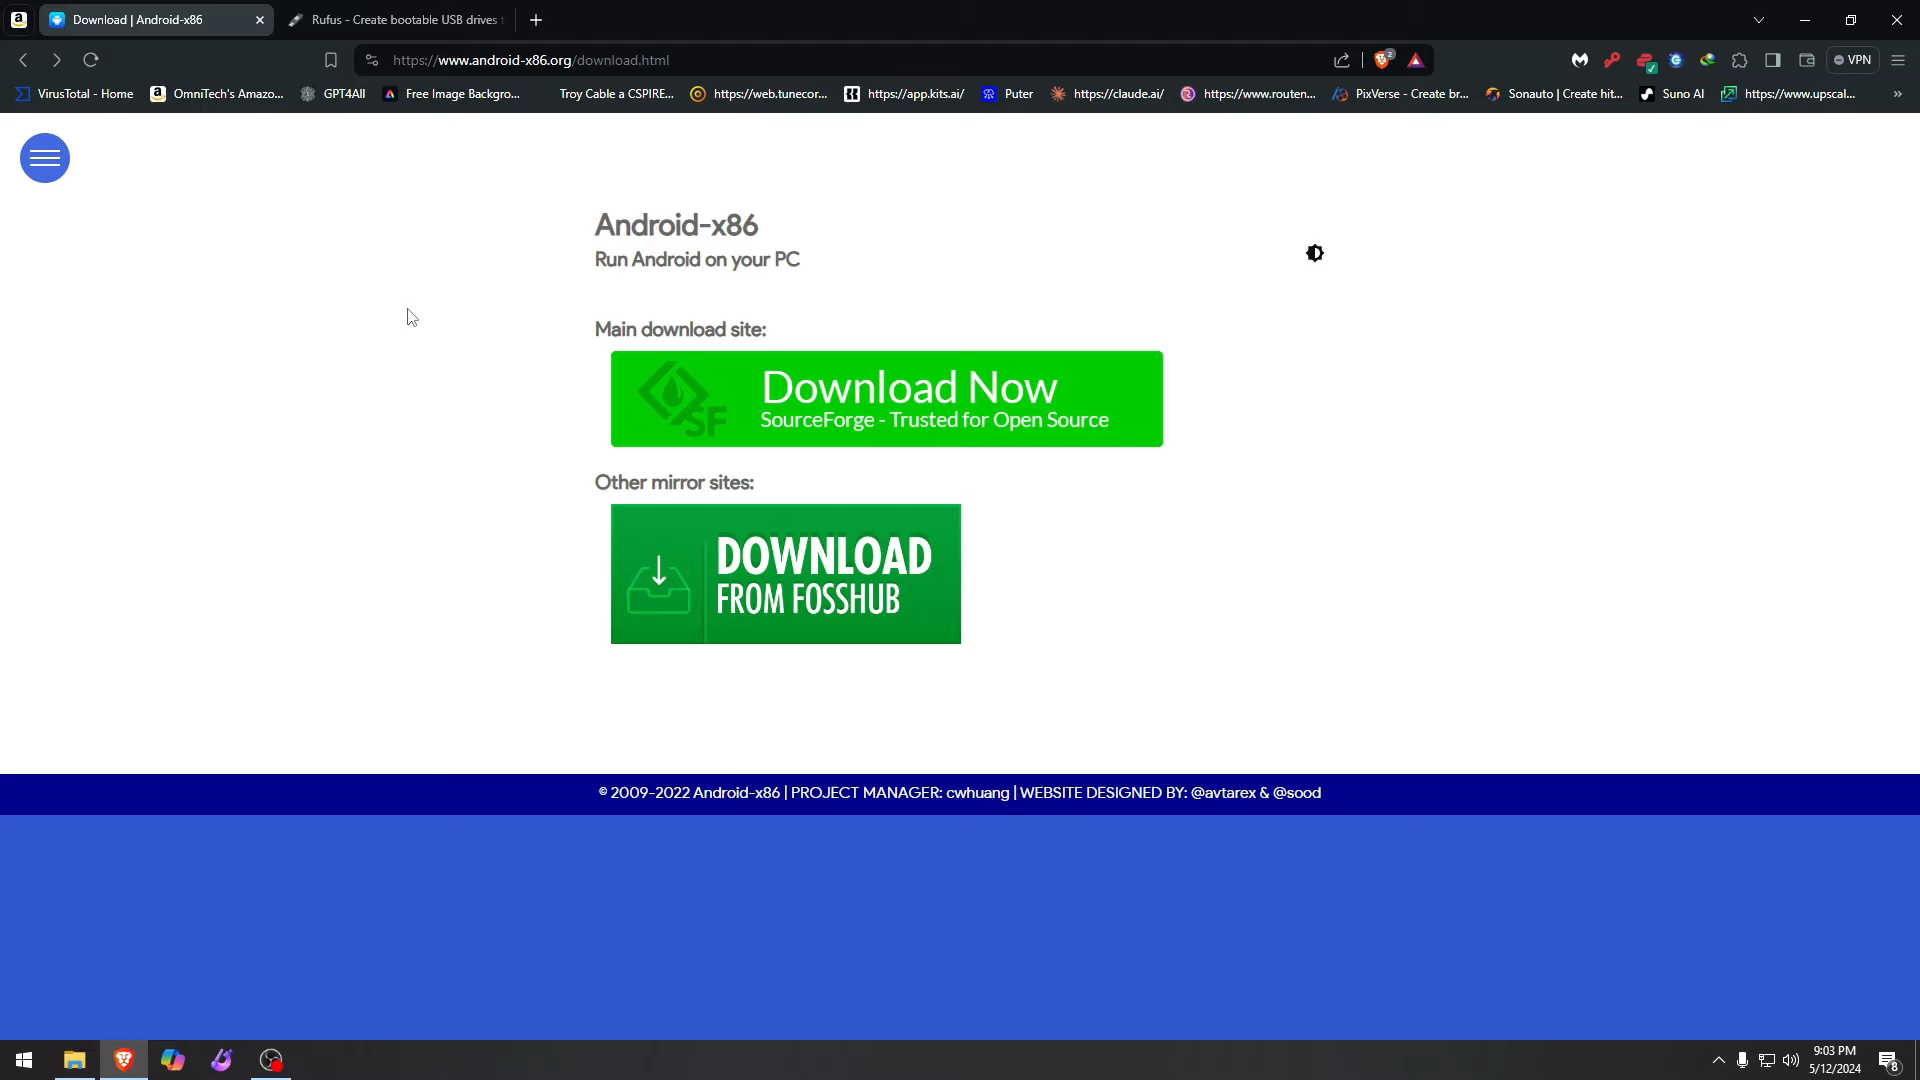 Download | Android-x86
Rufus - Create bootable USB drives
https://www.android-x86.org/download.html
2
VPN
VirusTotal - Home
OmniTech's Amazo...
GPT4All
Free Image Backgro...
Troy Cable a CSPIRE...
https://web.tunecor...
https://app.kits.ai/
Puter
https://claude.ai/
https://www.routen...
PixVerse - Create br...
Sonauto | Create hit...
Suno AI
https://www.upscal...
Android-x86
Run Android on your PC
Main download site:
SF
Download Now
SourceForge - Trusted for Open Source
Other mirror sites:
DOWNLOAD
FROM FOSSHUB
© 2009-2022 Android-x86 | PROJECT MANAGER: cwhuang | WEBSITE DESIGNED BY: @avtarex & @sood
9:03 PM
5/12/2024
8